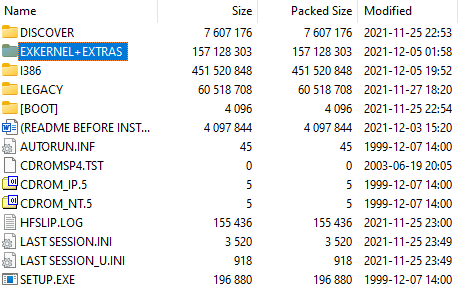 Name Size Packed Size Modified
DISCOVER 7 607 176 7 607 176 2021-11-25 22:53
EXKERNEL+EXTRAS 157 128 303 157 128 303 2021-12-05 01:58
I386 451 520 848 451 520 848 2021-12-05 19:52
LEGACY 60 518 708 60 518 708 2021-11-27 18:20
[BOOT] 4 096 4 096 2021-11-25 22:54
(README BEFORE INST... 4 097 844 4 097 844 2021-12-03 15:20
AUTORUN.INF 45 45 1999-12-07 14:00
CDROMSP4.TST 0 0 2003-06-19 20:05
CDROM_IP.5 5 5 1999-12-07 14:00
CDROM_NT.5 5 5 1999-12-07 14:00
HFSLIP.LOG 155 436 155 436 2021-11-25 23:00
LAST SESSION.INI 3 520 3 520 2021-11-25 23:49
LAST SESSION_U.INI 918 918 2021-11-25 23:49
SETUP.EXE 196 880 196 880 1999-12-07 14:00